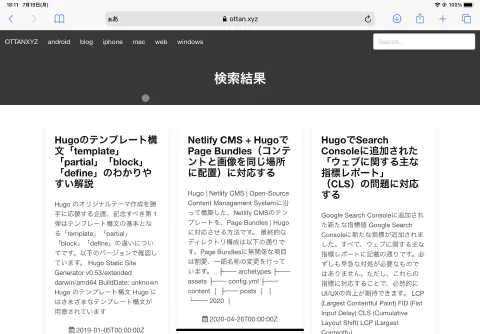 18:11 7月19日(月)
100%
ぁあ
ottan.xyz
OTTANXYZ android blog iphone mac web windows
Search...
検索結果
Hugoのテンプレート構
文「template」
「partial」「block」
「define」のわかりや
すい解説
Hugo のオリジナルテーマ作成を勝
手に応援する企画、記念すべき第 1
弾はテンプレート構文の基本とな
る「template」「partial」
「block」「define」の違いについ
てです。以下のバージョンで確認し
ています。 Hugo Static Site
Generator v0.53/extended
darwin/amd64 BuildDate: unknown
Hugo のテンプレート構文 Hugo に
はさまざまなテンプレート構文が
用意されています
2019-01-05T00:00:00Z
Netlify CMS + Hugoで
Page Bundles（コンテ
ンツと画像を同じ場所
に配置）に対応する
Hugo | Netlify CMS | Open-Source
Content Management Systemに沿
って構築した、Netlify CMSのテン
プレートを、Page Bundles | Hugo
に対応させる方法です。 最終的な
ディレクトリ構成は以下の通りで
す。Page Bundlesに無関係な項目
は割愛、一部名称の変更を行って
います。 . ├── archetypes ├──
assets ├── config.yml ├──
content │ ├── posts │ │
└── 2020 │
2020-04-26T00:00:00Z
HugoでSearch
Consoleに追加された
「ウェブに関する主な
指標レポート」
（CLS）の問題に対応
する
Google Search Consoleに追加され
た新たな指標値 Google Search
Consoleに新たな指標が追加されま
した。すべて、ウェブに関する主な
指標レポートに記載の通りです。必
ずしも早急な対処が必要なもので
はありません。ただし、これらの
指標に対応することで、必然的に
UI/UXの向上が期待できます。 LCP
(Largest Contentful Paint) FID (Fist
Input Delay) CLS (Cumulative
Layout Shift) LCP (Largest
Contentful